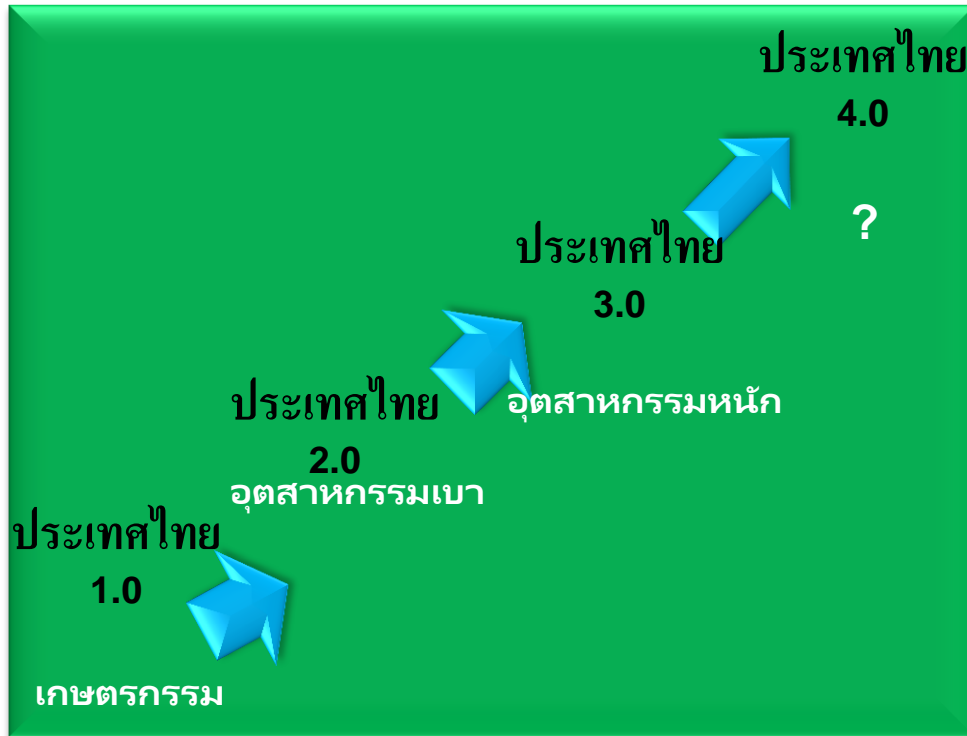 ประเทศไทย
4.0
?
ประเทศไทย
3.0
อุตสาหกรรมหนัก
ประเทศไทย
2.0
อุตสาหกรรมเบา
ประเทศไทย
1.0
เกษตรกรรม